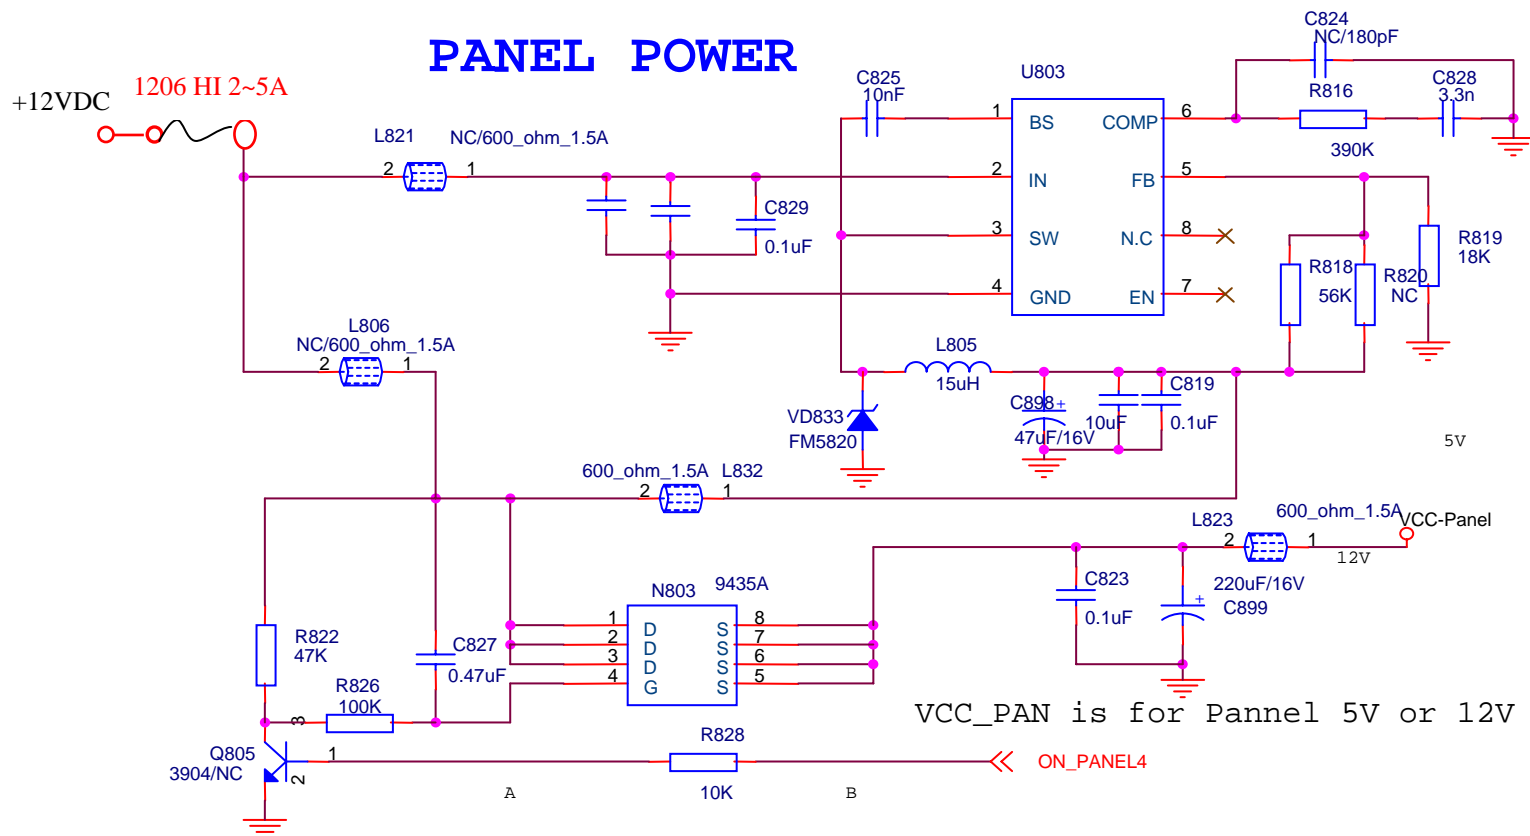 PANEL POWER
+12VDC
1206 HI 2~5A
L821
NC/600_ohm_1.5A
2
1
C829
0.1uF
C825
10nF
U803
1
BS
2
IN
3
SW
4
GND
COMP
6
FB
5
N.C
8
EN
7
C824
NC/180pF
R816
390K
C828
3.3n
R818
56K
R820
NC
R819
18K
L806
NC/600_ohm_1.5A
2
1
L805
15uH
VD833
FM5820
C898
+
47uF/16V
10uF
C819
0.1uF
5V
600_ohm_1.5A
L832
2
1
L823
600_ohm_1.5A
2
1
VCC-Panel
12V
C823
0.1uF
220uF/16V
+
C899
N803
9435A
1
D
2
D
3
D
4
G
S
8
S
7
S
6
S
5
R822
47K
C827
0.47uF
R826
100K
3
Q805
3904/NC
1
2
R828
10K
ON_PANEL4
VCC_PAN is for Pannel 5V or 12V
A
B